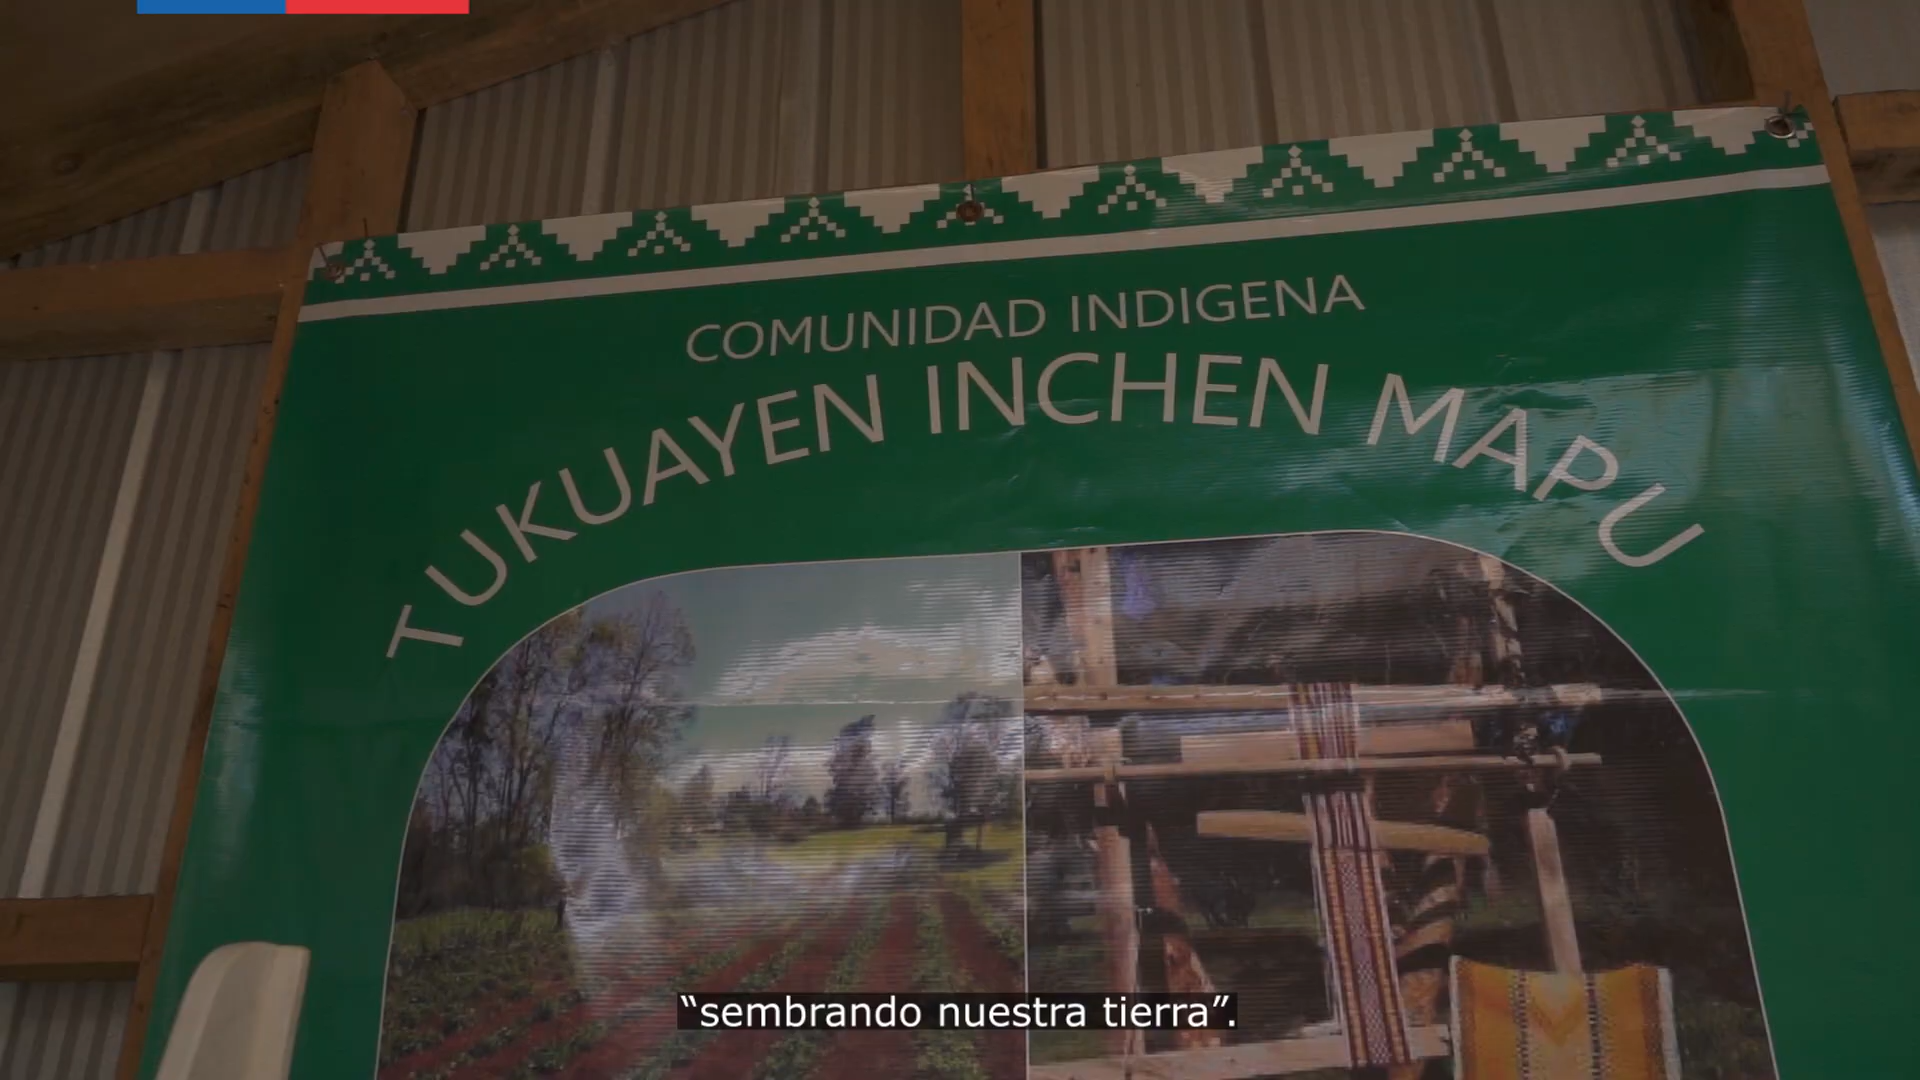 COMUNIDAD INDIGENA
TUKUAYEN INCHEN MAPU
“sembrando nuestra tierra”.